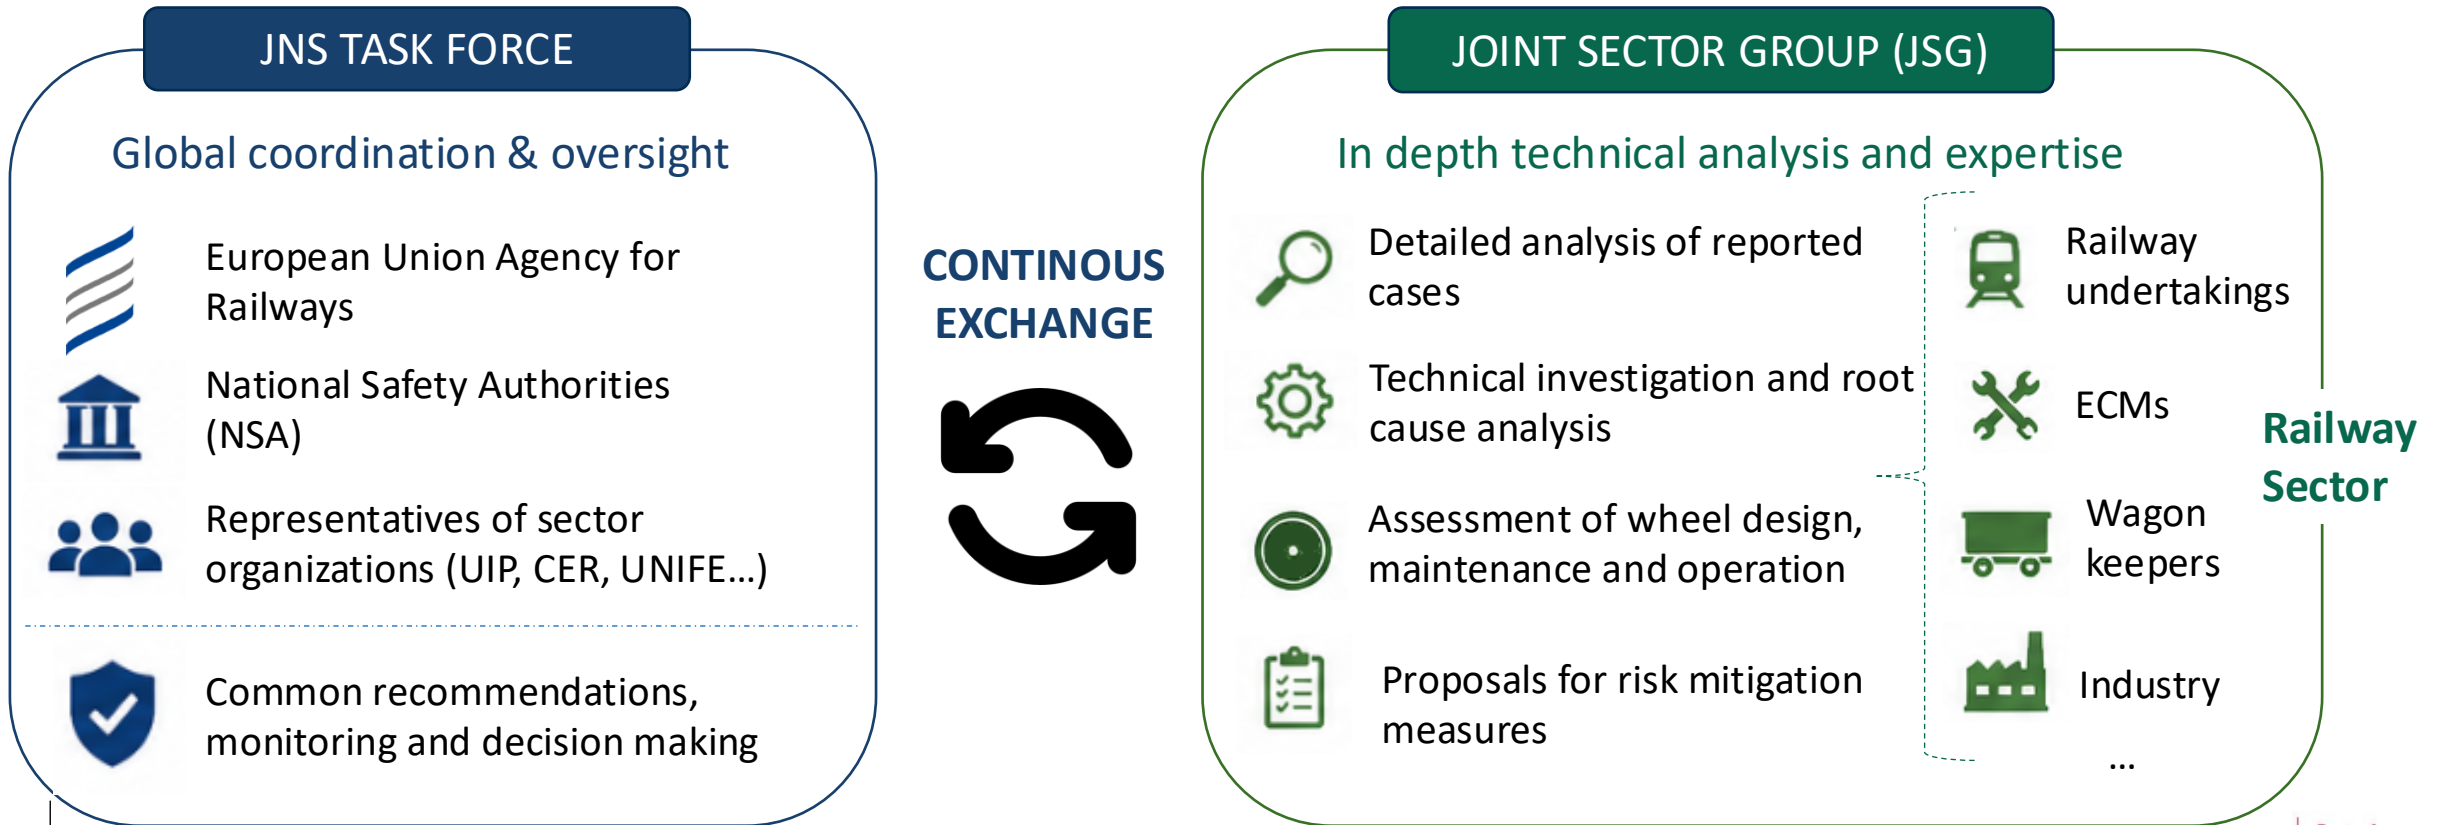 JNS TASK FORCE
Global coordination & oversight
European Union Agency for
Railways
National Safety Authorities
(NSA)
Representatives of sector
organizations (UIP, CER, UNIFE...)
Common recommendations,
monitoring and decision making
CONTINOUS
EXCHANGE
JOINT SECTOR GROUP (JSG)
In depth technical analysis and expertise
Detailed analysis of reported
cases
Technical investigation and root
cause analysis
Assessment of wheel design,
maintenance and operation
Proposals for risk mitigation
measures
Railway
undertakings
ECMs
Wagon
keepers
Industry
...
Railway
Sector